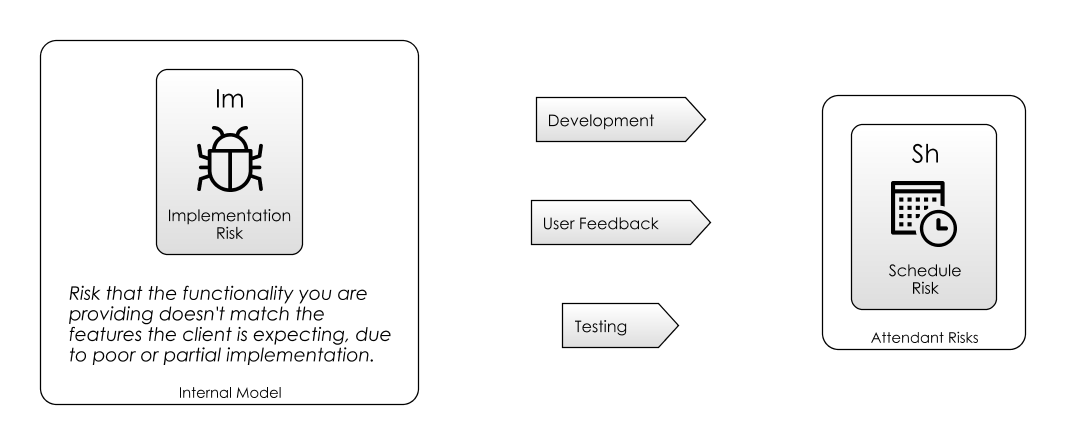 Im
Implementation
Risk
Risk that the functionality you are
providing doesn't match the
features the client is expecting, due
to poor or partial implementation.
Internal Model
Development
User Feedback
Testing
Sh
Schedule
Risk
Attendant Risks